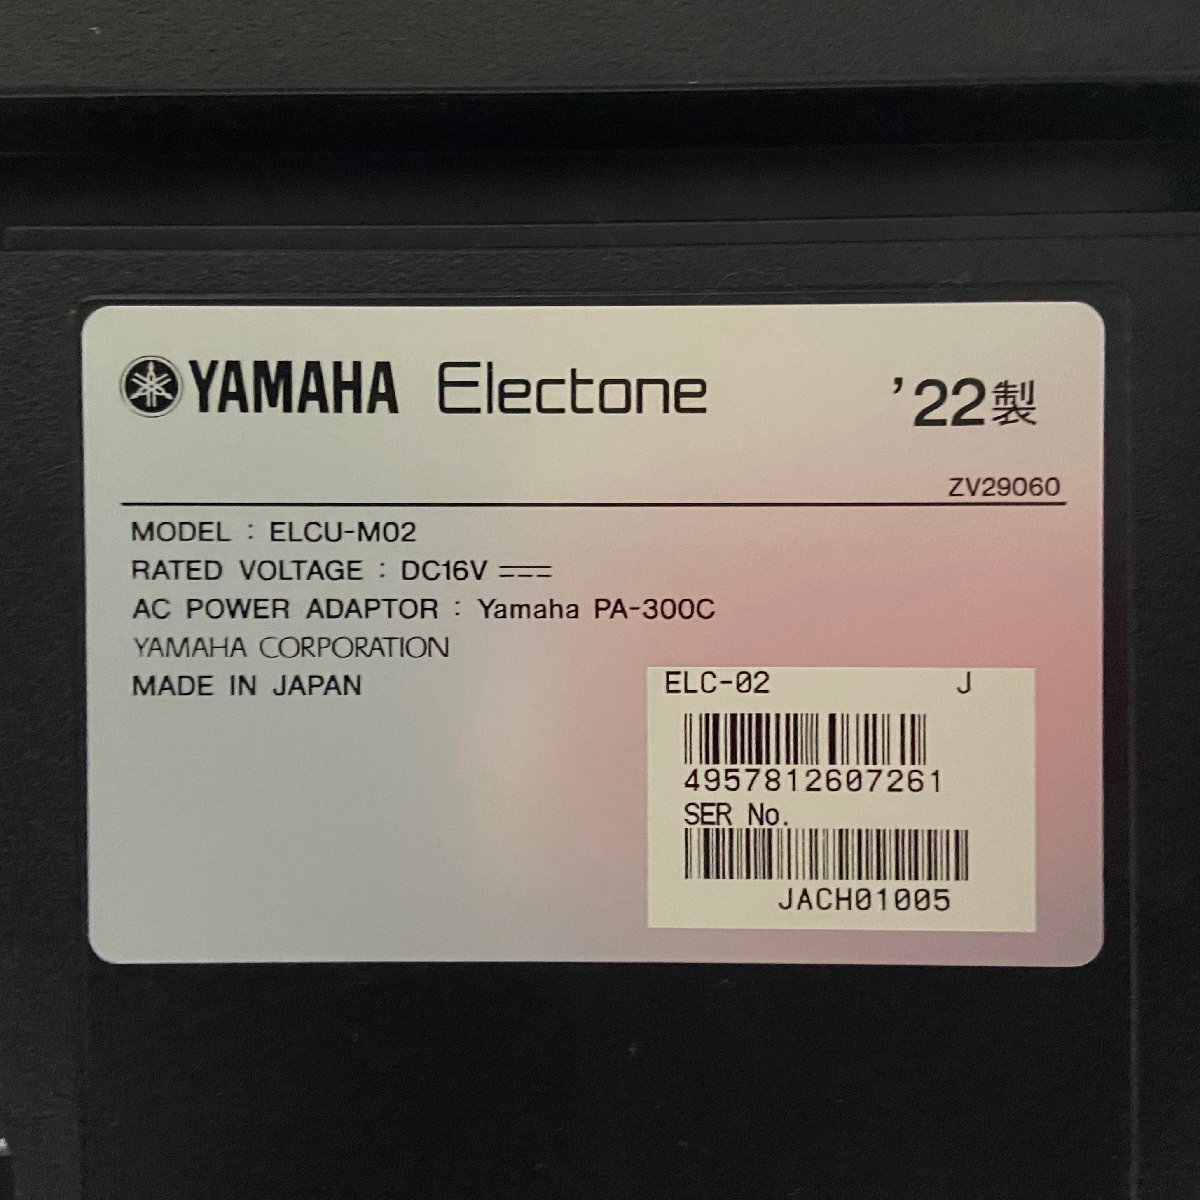 YAMAHA Electone '22製
ZV29060
MODEL : ELCU-M02
RATED VOLTAGE : DC16V ⎓
AC POWER ADAPTOR : Yamaha PA-300C
YAMAHA CORPORATION
MADE IN JAPAN
ELC-02 J
4957812607261
SER No.
JACH01005